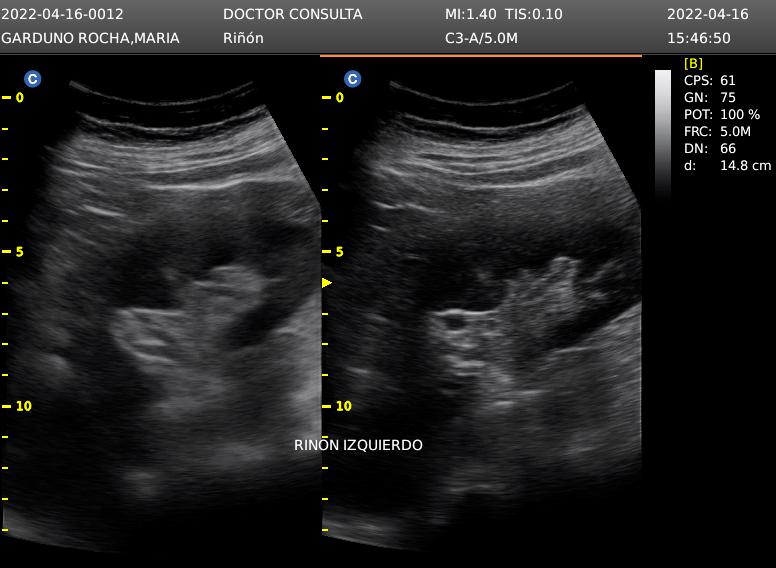 2022-04-16-0012 DOCTOR CONSULTA MI:1.40 TIS:0.10 2022-04-16
GARDUNO ROCHA,MARIA Riñón C3-A/5.0M 15:46:50
[B]
CPS: 61
GN: 75
POT: 100 %
FRC: 5.0M
DN: 66
d: 14.8 cm
C C
0 0
5 5
10 10
RINON IZQUIERDO